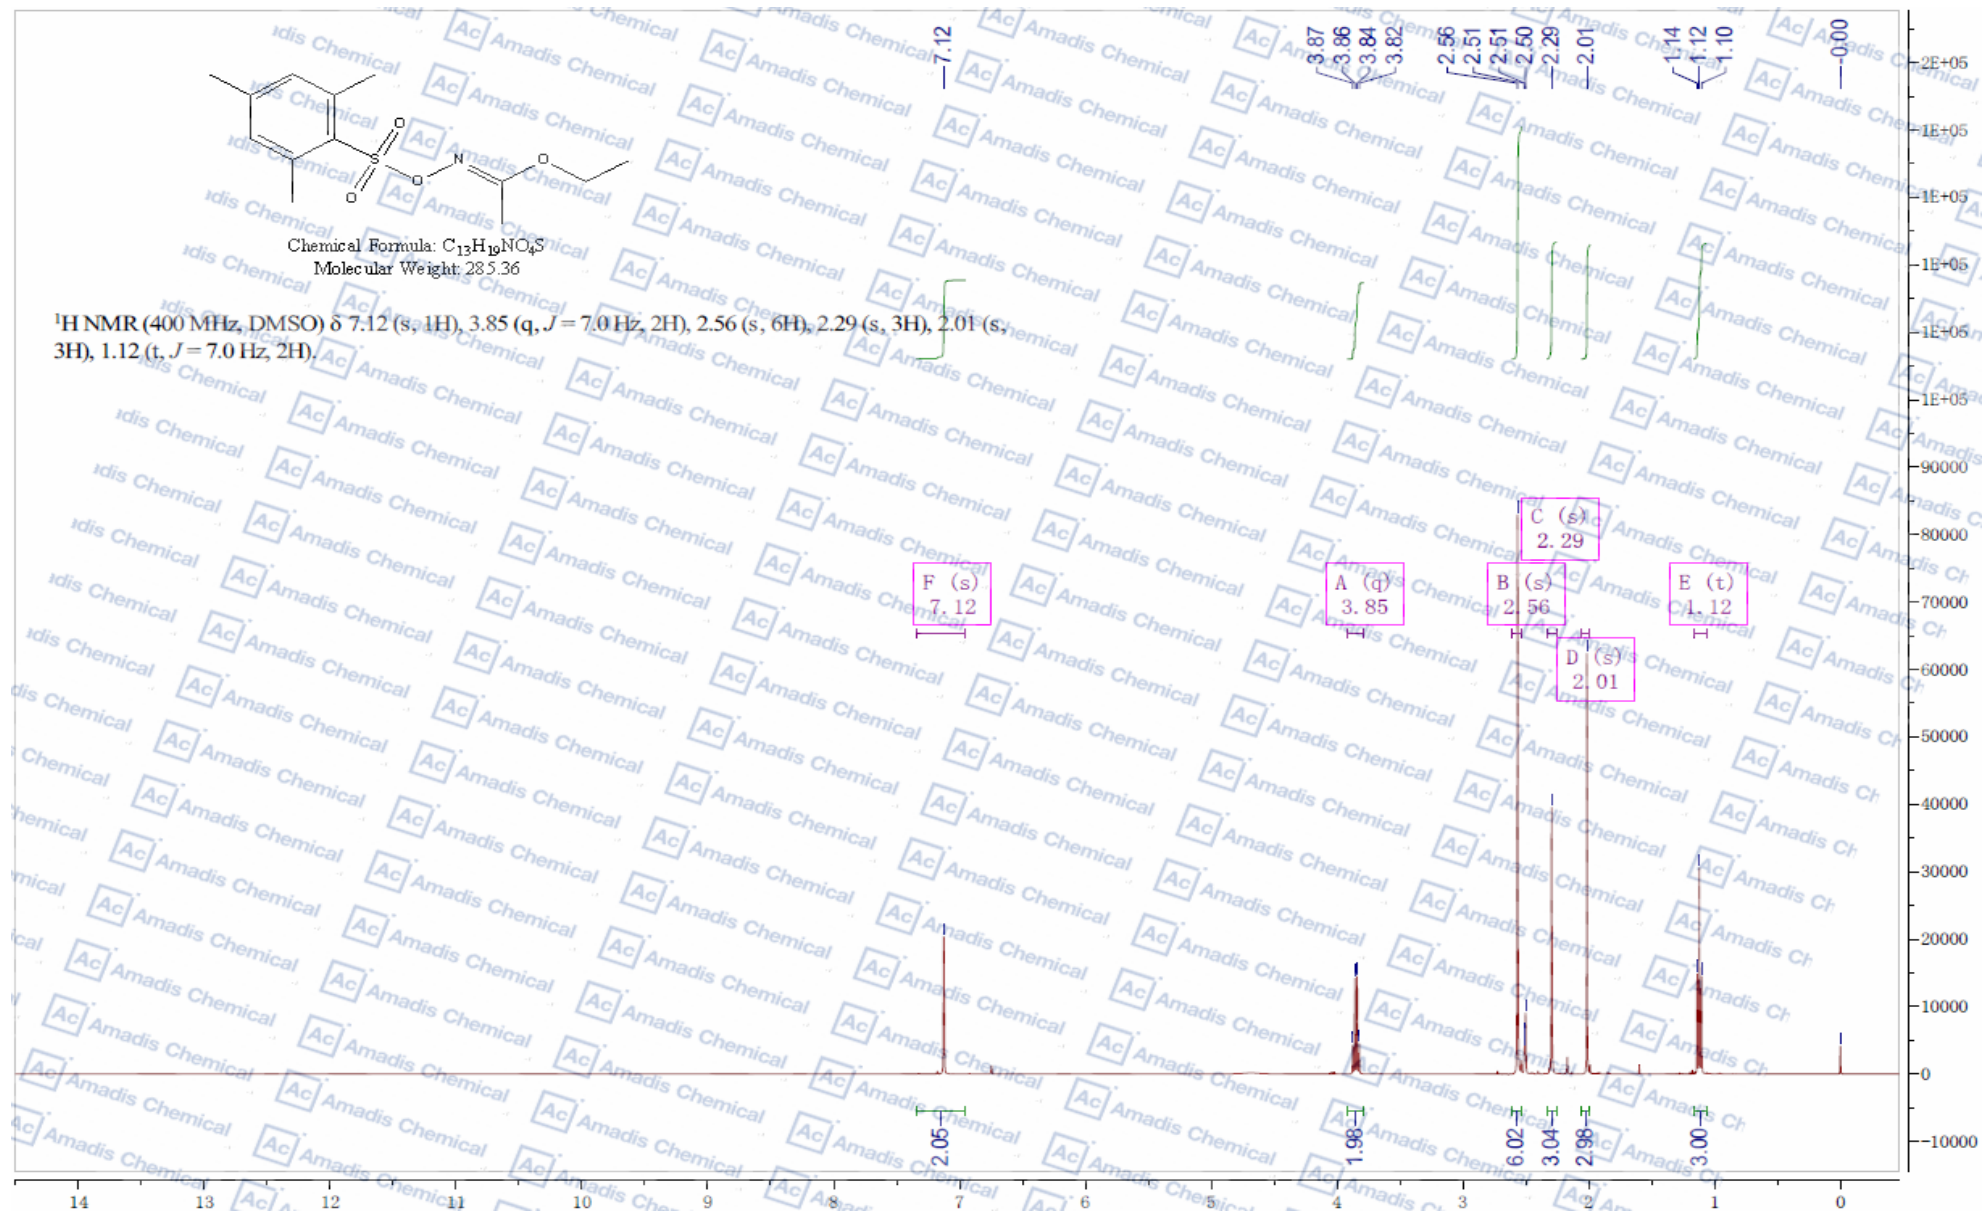 7.12
3.87
3.86
3.84
3.82
2.56
2.51
2.51
2.50
2.29
2.01
1.14
1.12
1.10
-0.00
O
S
O
O
N
O
Chemical Formula: C₁₃H₁₉NO₄S
Molecular Weight: 285.36
¹H NMR (400 MHz, DMSO) δ 7.12 (s, 1H), 3.85 (q, J = 7.0 Hz, 2H), 2.56 (s, 6H), 2.29 (s, 3H), 2.01 (s,
3H), 1.12 (t, J = 7.0 Hz, 2H).
2E+05
1E+05
1E+05
1E+05
1E+05
1E+05
90000
80000
70000
60000
50000
40000
30000
20000
10000
0
-10000
C (s)
2.29
F (s)
7.12
A (q)
3.85
B (s)
2.56
E (t)
1.12
D (s)
2.01
2.05
1.98
6.02
3.04
2.98
3.00
14 13 12 11 10 9 8 7 6 5 4 3 2 1 0
Ac Amadis Chemical